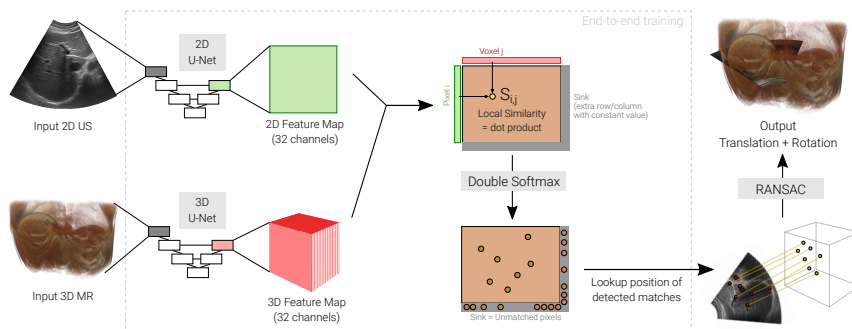 End-to-end training
2D
U-Net
Input 2D US
2D Feature Map
(32 channels)
Voxel j
Pixel i
Si,j
Local Similarity
= dot product
Sink
(extra row/column
with constant value)
Double Softmax
Output
Translation + Rotation
RANSAC
3D
U-Net
Input 3D MR
3D Feature Map
(32 channels)
Sink = Unmatched pixels
Lookup position of
detected matches